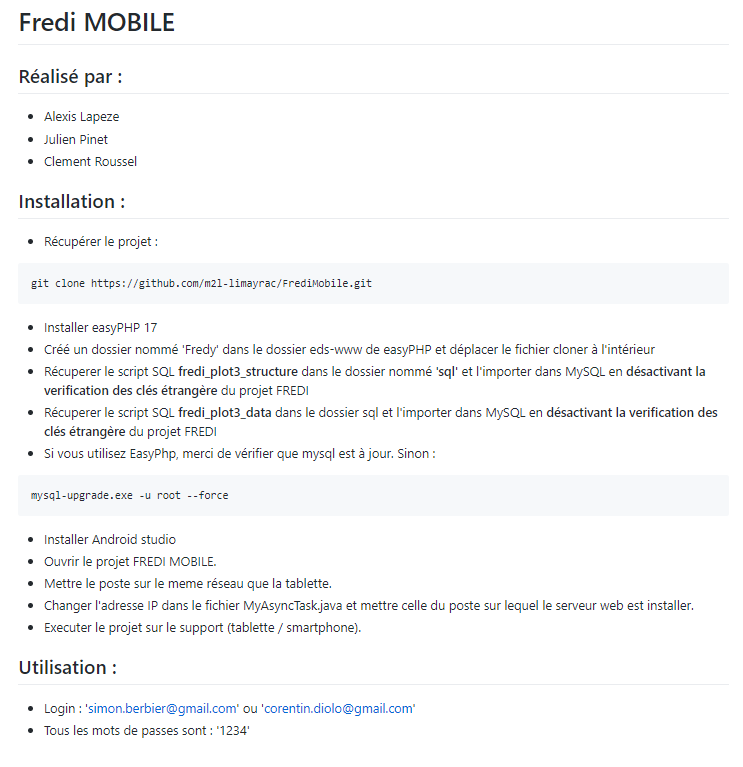 Fredi MOBILE
Réalisé par :
Alexis Lapeze
Julien Pinet
Clement Roussel
Installation :
Récupérer le projet :
git clone https://github.com/m2l-limayrac/FrediMobile.git
Installer easyPHP 17
Créé un dossier nommé 'Fredy' dans le dossier eds-www de easyPHP et déplacer le fichier cloner à l'intérieur
Récuperer le script SQL fredi_plot3_structure dans le dossier nommé 'sql' et l'importer dans MySQL en désactivant la
verification des clés étrangère du projet FREDI
Récuperer le script SQL fredi_plot3_data dans le dossier sql et l'importer dans MySQL en désactivant la verification des
clés étrangère du projet FREDI
Si vous utilisez EasyPhp, merci de vérifier que mysql est à jour. Sinon :
mysql-upgrade.exe -u root --force
Installer Android studio
Ouvrir le projet FREDI MOBILE.
Mettre le poste sur le meme réseau que la tablette.
Changer l'adresse IP dans le fichier MyAsyncTask.java et mettre celle du poste sur lequel le serveur web est installer.
Executer le projet sur le support (tablette / smartphone).
Utilisation :
Login : 'simon.berbier@gmail.com' ou 'corentin.diolo@gmail.com'
Tous les mots de passes sont : '1234'